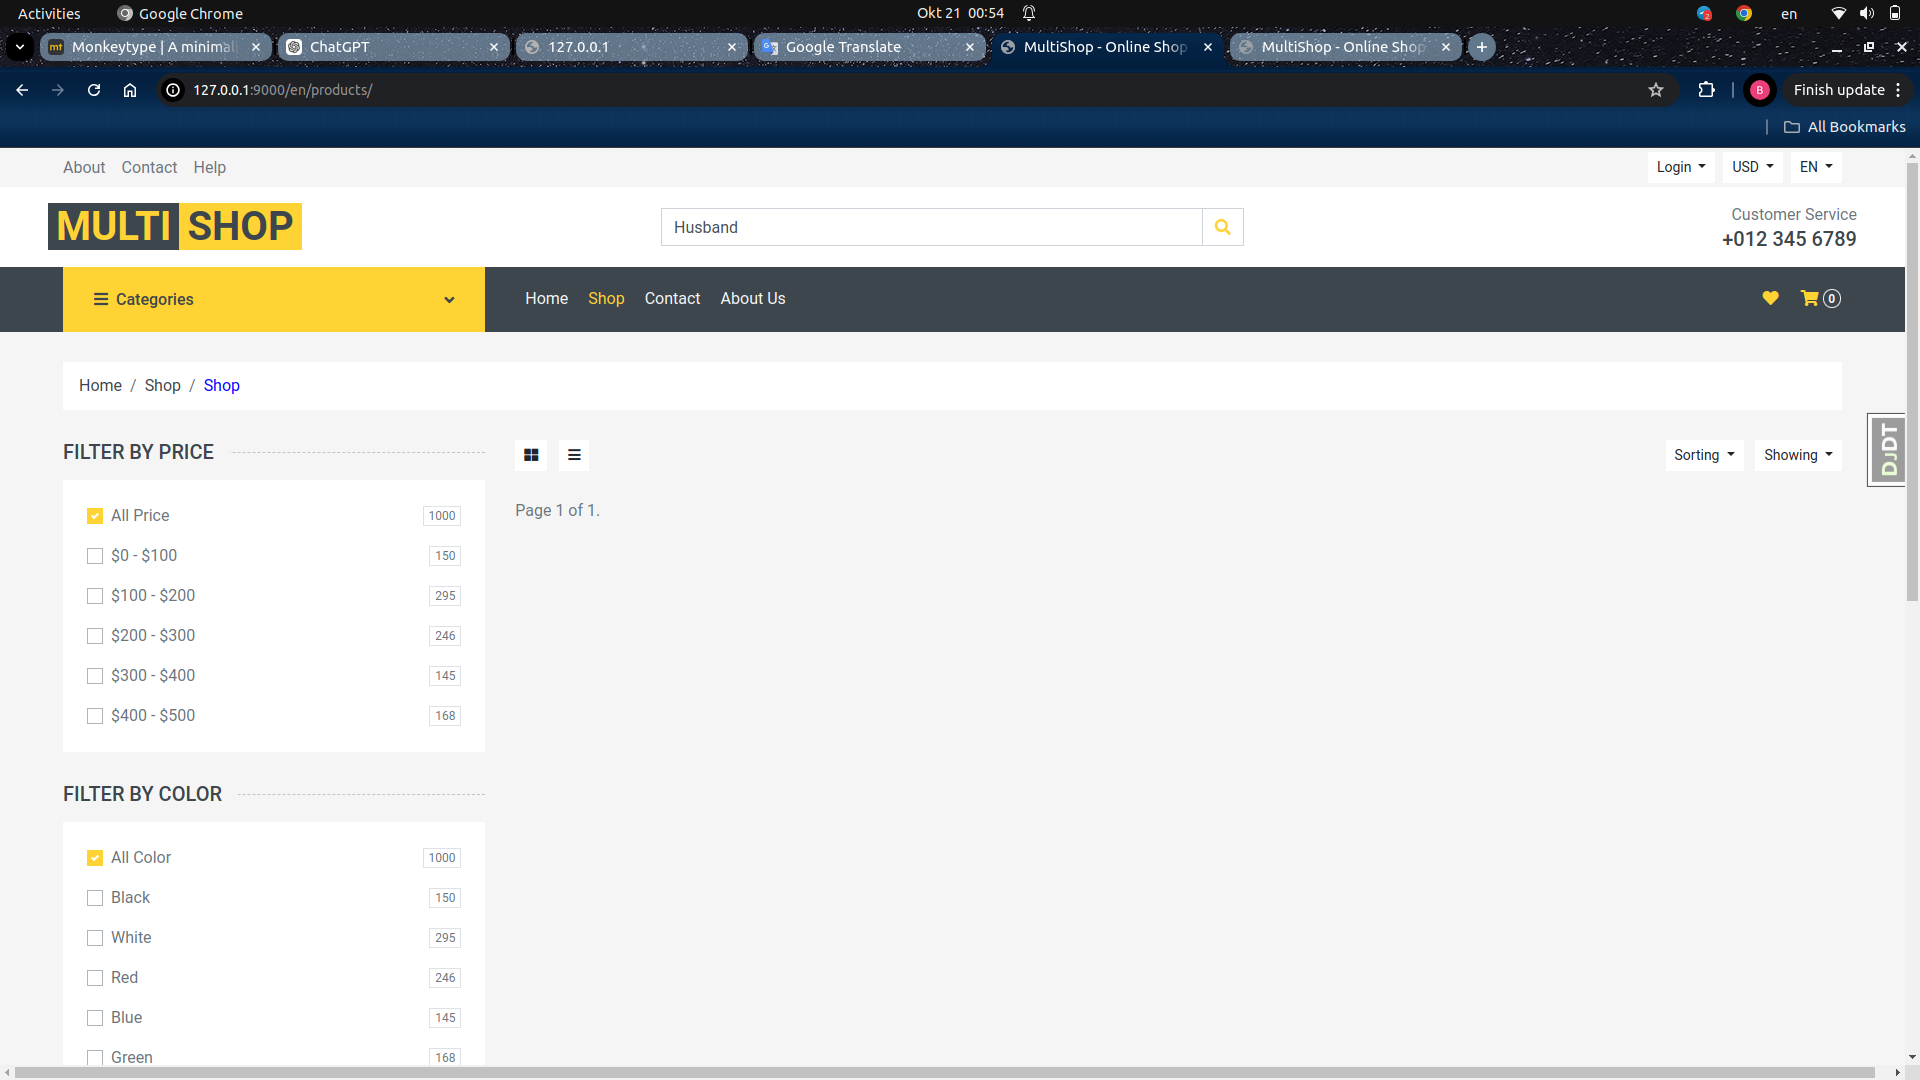 Activities
Google Chrome
Okt 21 00:54
en
Monkeytype | A minimal
ChatGPT
127.0.0.1
Google Translate
MultiShop - Online Shop
MultiShop - Online Shop
127.0.0.1:9000/en/products/
B
Finish update
All Bookmarks
About
Contact
Help
Login
USD
EN
MULTI SHOP
Husband
Customer Service
+012 345 6789
Categories
Home
Shop
Contact
About Us
0
Home / Shop / Shop
FILTER BY PRICE
Sorting
Showing
DJDT
All Price 1000
$0 - $100 150
$100 - $200 295
$200 - $300 246
$300 - $400 145
$400 - $500 168
Page 1 of 1.
FILTER BY COLOR
All Color 1000
Black 150
White 295
Red 246
Blue 145
Green 168